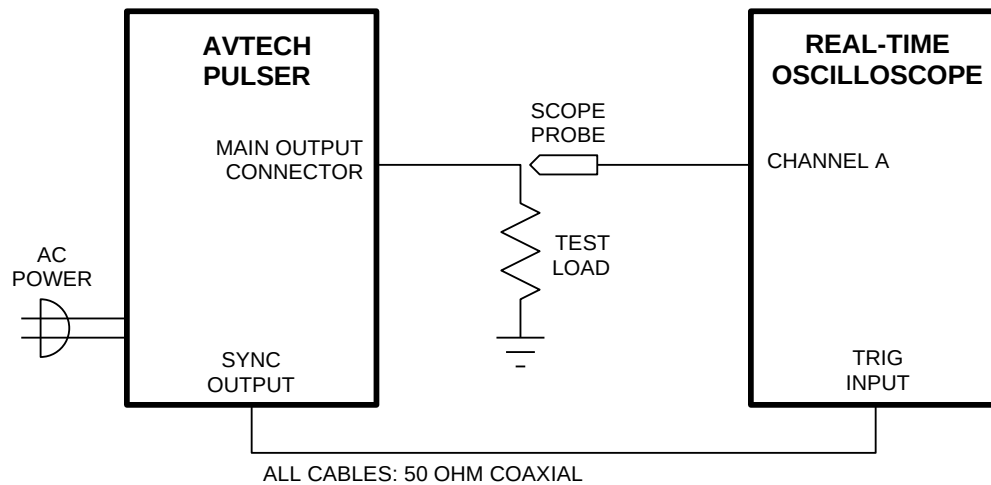 AVTECH
PULSER
REAL-TIME
OSCILLOSCOPE
SCOPE
PROBE
MAIN OUTPUT
CONNECTOR
CHANNEL A
TEST
LOAD
AC
POWER
SYNC
OUTPUT
TRIG
INPUT
ALL CABLES: 50 OHM COAXIAL